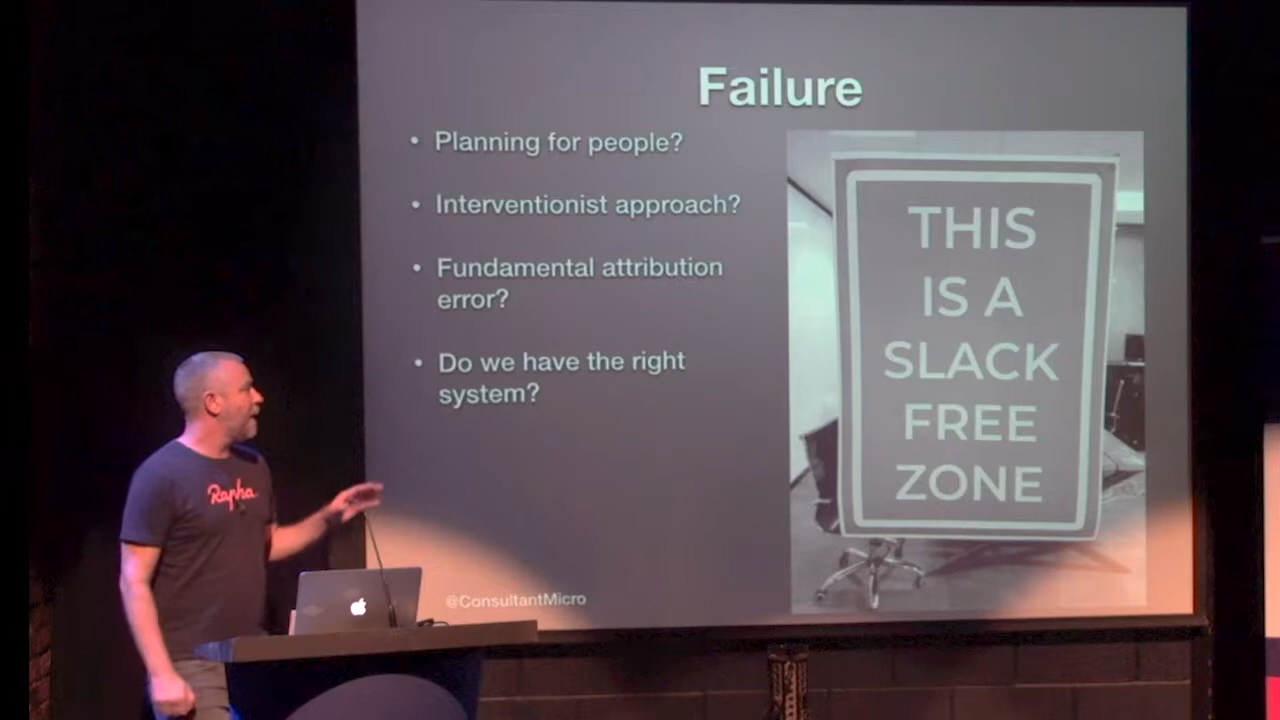 Failure
• Planning for people?
• Interventionist approach?
• Fundamental attribution
error?
• Do we have the right
system?
THIS
IS A
SLACK
FREE
ZONE
Rapha
@ConsultantMicro